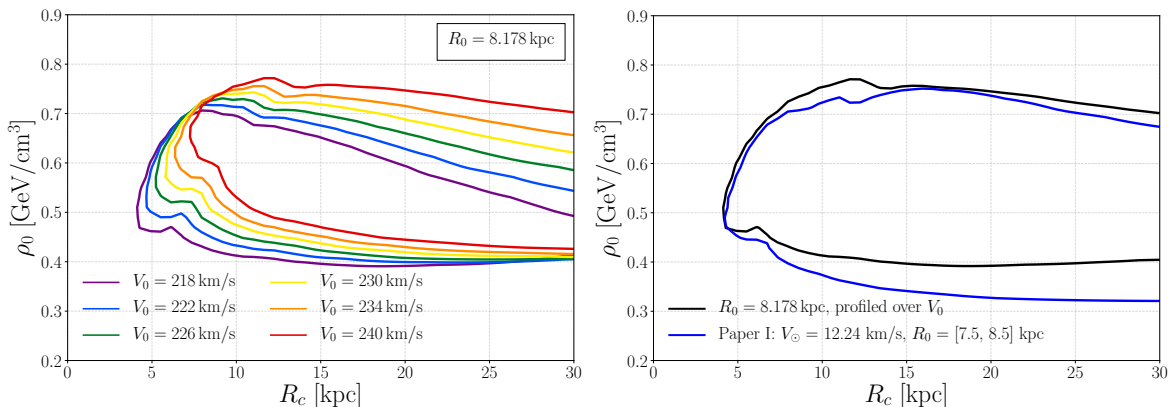 0.9
0.8
0.7
0.6
0.5
0.4
0.3
0.2
ρ₀ [GeV/cm³]
R₀ = 8.178 kpc
V₀ = 218 km/s
V₀ = 222 km/s
V₀ = 226 km/s
V₀ = 230 km/s
V₀ = 234 km/s
V₀ = 240 km/s
0 5 10 15 20 25 30
R_c [kpc]
0.9
0.8
0.7
0.6
0.5
0.4
0.3
0.2
ρ₀ [GeV/cm³]
R₀ = 8.178 kpc, profiled over V₀
Paper I: V_⊙ = 12.24 km/s, R₀ = [7.5, 8.5] kpc
0 5 10 15 20 25 30
R_c [kpc]